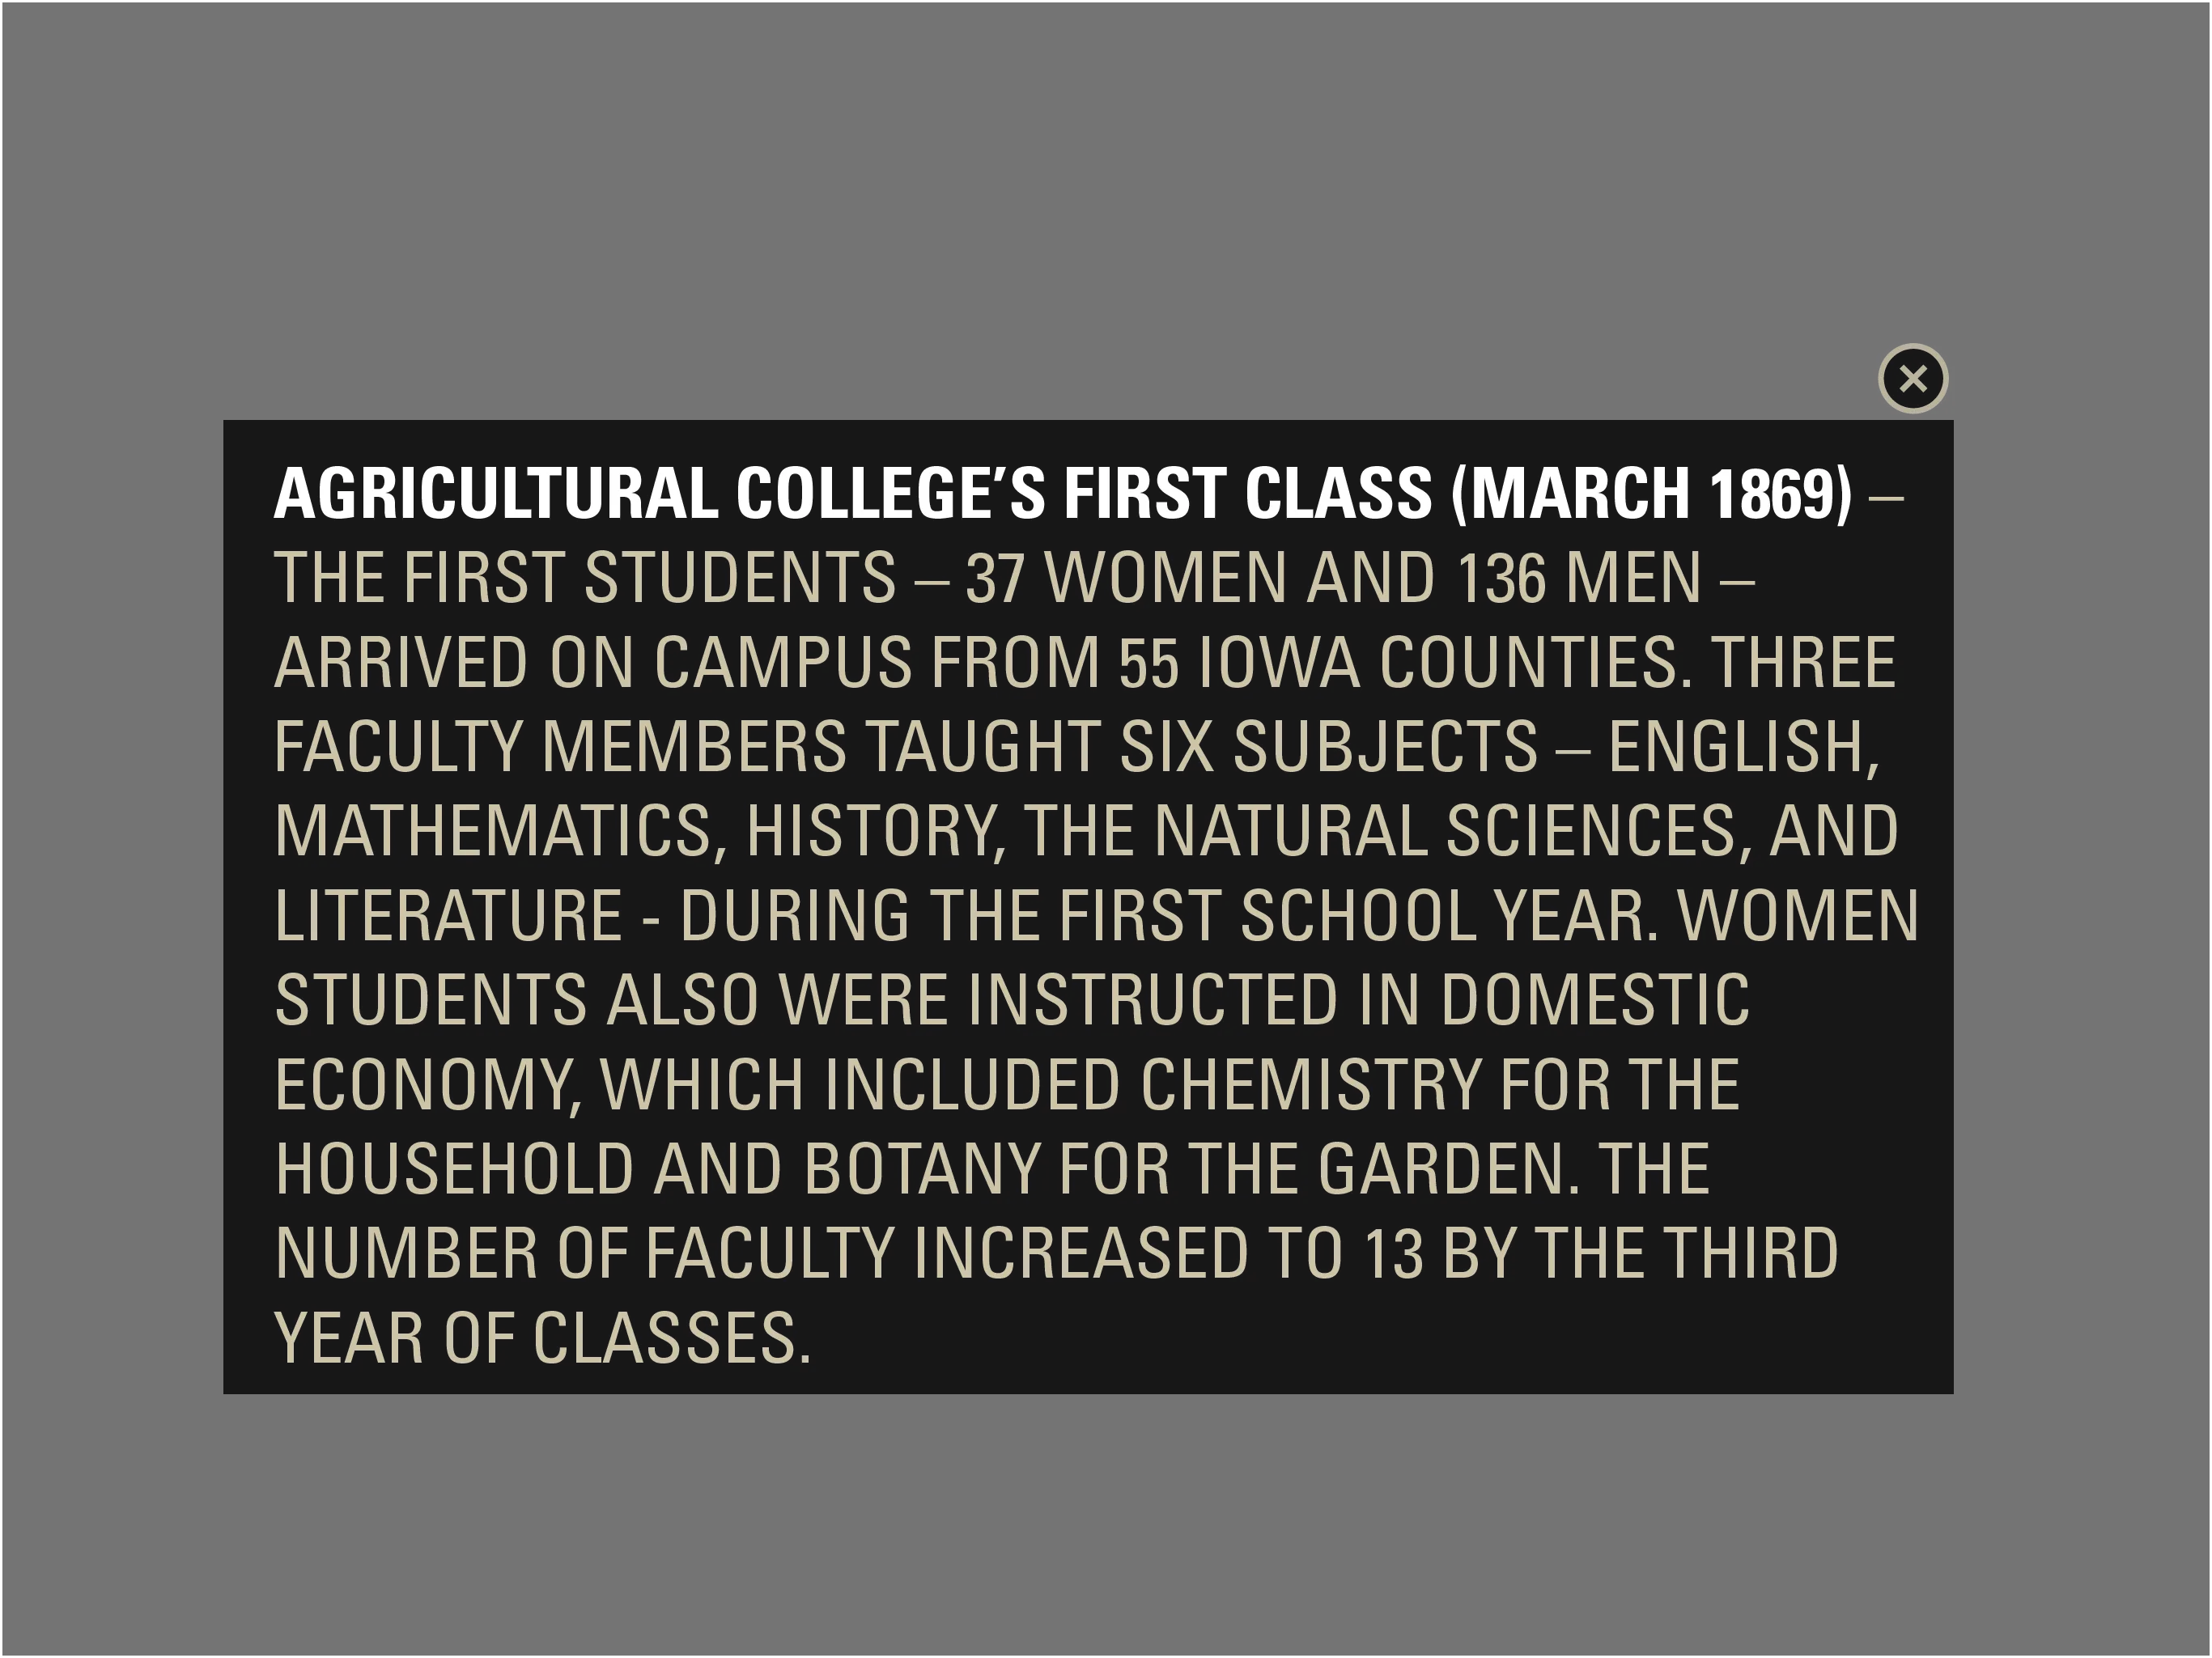 AGRICULTURAL COLLEGE’S FIRST CLASS (MARCH 1869) –
THE FIRST STUDENTS – 37 WOMEN AND 136 MEN –
ARRIVED ON CAMPUS FROM 55 IOWA COUNTIES. THREE
FACULTY MEMBERS TAUGHT SIX SUBJECTS – ENGLISH,
MATHEMATICS, HISTORY, THE NATURAL SCIENCES, AND
LITERATURE - DURING THE FIRST SCHOOL YEAR. WOMEN
STUDENTS ALSO WERE INSTRUCTED IN DOMESTIC
ECONOMY, WHICH INCLUDED CHEMISTRY FOR THE
HOUSEHOLD AND BOTANY FOR THE GARDEN. THE
NUMBER OF FACULTY INCREASED TO 13 BY THE THIRD
YEAR OF CLASSES.